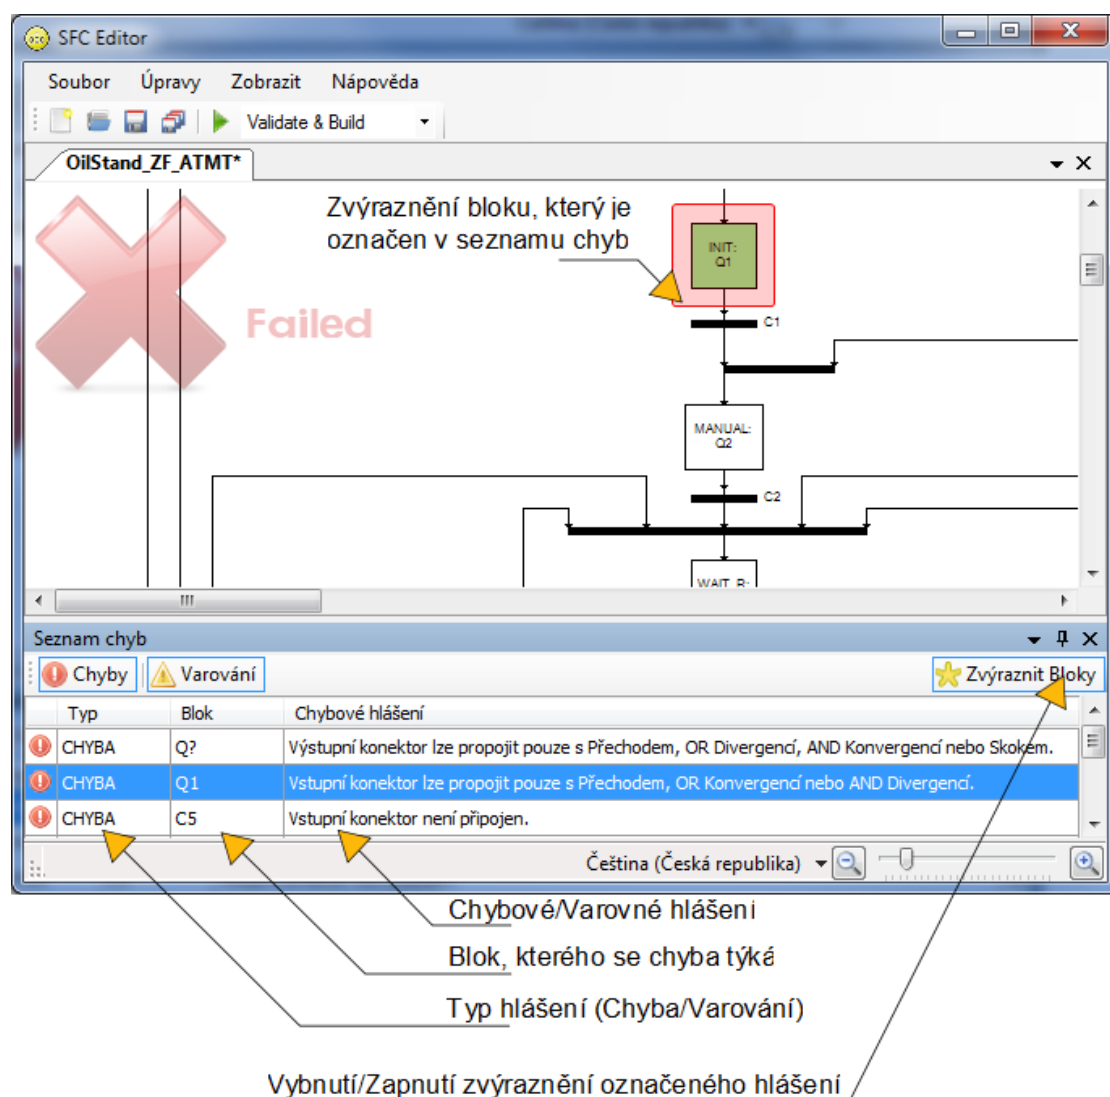 SFC Editor
Soubor Úpravy Zobrazit Nápověda
Validate & Build
OilStand_ZF_ATMT*
Zvýraznění bloku, který je
označen v seznamu chyb
Failed
INIT:
Q1
C1
MANUAL:
Q2
C2
WAIT_R:
Seznam chyb
Chyby Varování Zvýraznit Bloky
Typ Blok Chybové hlášení
CHYBA Q? Výstupní konektor lze propojit pouze s Přechodem, OR Divergencí, AND Konvergencí nebo Skokem.
CHYBA Q1 Vstupní konektor lze propojit pouze s Přechodem, OR Konvergencí nebo AND Divergencí.
CHYBA C5 Vstupní konektor není připojen.
Čeština (Česká republika)
Chybové/Varovné hlášení
Blok, kterého se chyba týká
Typ hlášení (Chyba/Varování)
Vybnutí/Zapnutí zvýraznění označeného hlášení